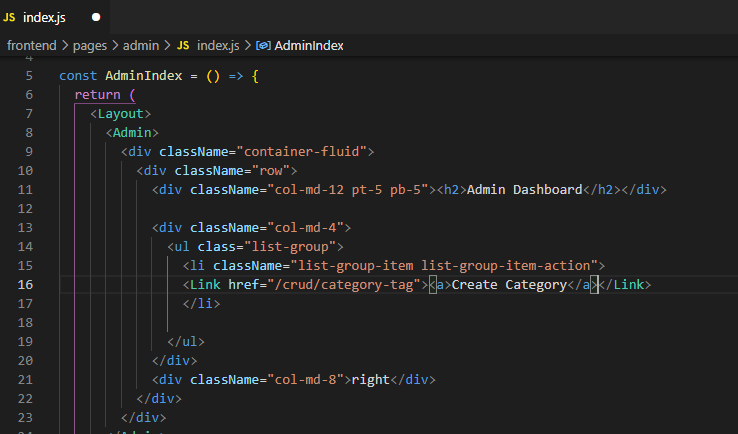 JS index.js
frontend > pages > admin > JS index.js > AdminIndex
4
5 const AdminIndex = () => {
6 return (
7 <Layout>
8 <Admin>
9 <div className="container-fluid">
10 <div className="row">
11 <div className="col-md-12 pt-5 pb-5"><h2>Admin Dashboard</h2></div>
12
13 <div className="col-md-4">
14 <ul class="list-group">
15 <li className="list-group-item list-group-item-action">
16 <Link href="/crud/category-tag"><a>Create Category</a></Link>
17 </li>
18
19 </ul>
20 </div>
21 <div className="col-md-8">right</div>
22 </div>
23 </div>
24 </Admin>